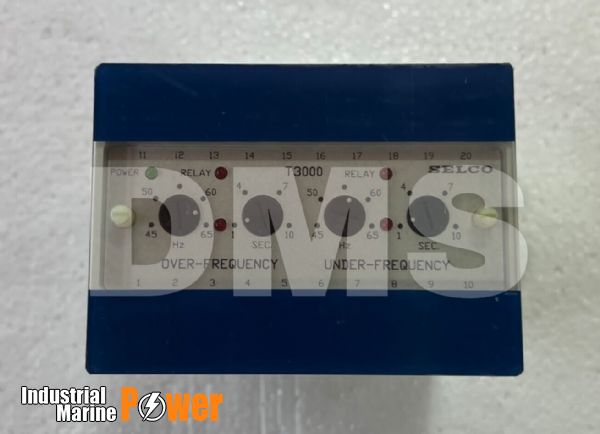 11 12 13 14 15 16 17 18 19 20
POWER RELAY T3000 RELAY SELCO
50 60 4 7 50 60 4 7
45 65 1 10 45 65 1 10
Hz SEC. Hz SEC.
OVER-FREQUENCY UNDER-FREQUENCY
1 2 3 4 5 6 7 8 9 10
DMS
Industrial
Marine Power